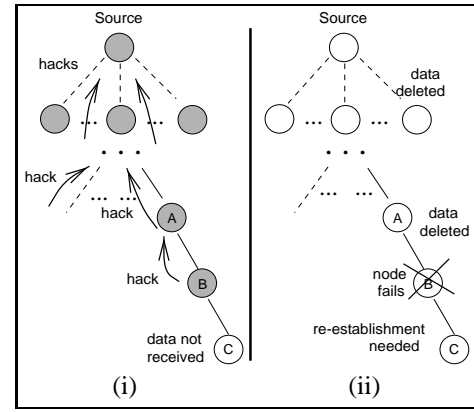 Source
hacks
...
...
. . .
hack
... ...
hack
A
hack
B
data not
received
C
(i)
Source
data
deleted
...
...
. . .
... ...
A
data
deleted
node
fails
B
re-establishment
needed
C
(ii)